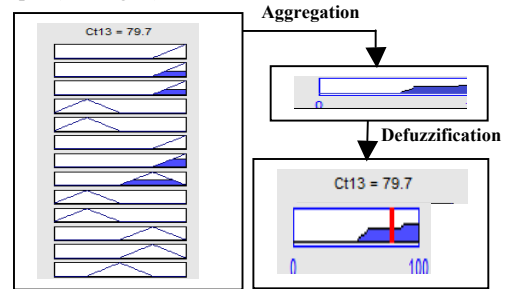 Aggregation
Ct13 = 79.7
0
Defuzzification
Ct13 = 79.7
0 100